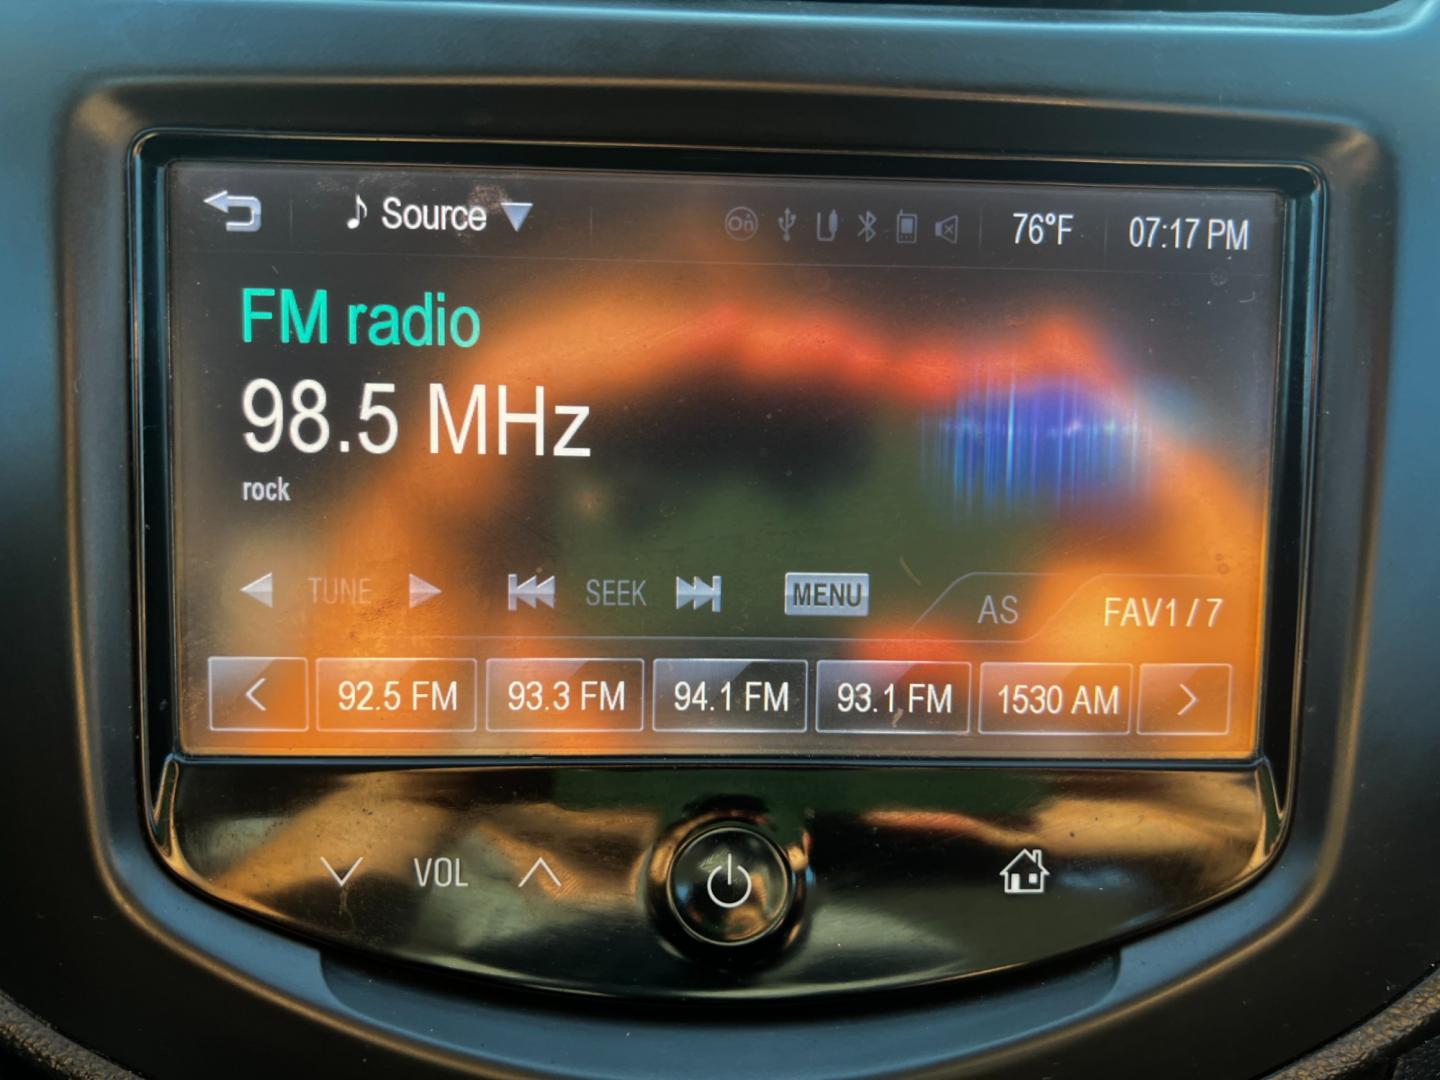 Source On 76°F 07:17 PM
FM radio
98.5 MHz
rock
TUNE SEEK MENU AS FAV1 / 7
< 92.5 FM 93.3 FM 94.1 FM 93.1 FM 1530 AM >
VOL